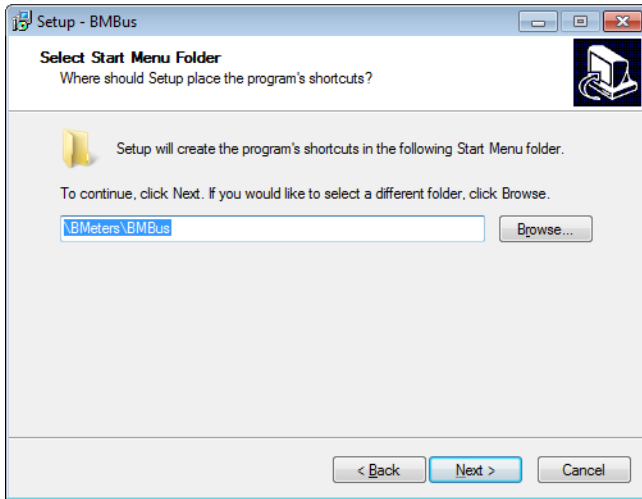 Setup - BMBus
Select Start Menu Folder
Where should Setup place the program's shortcuts?
Setup will create the program's shortcuts in the following Start Menu folder.
To continue, click Next. If you would like to select a different folder, click Browse.
\BMeters\BMBus
Browse...
< Back
Next >
Cancel